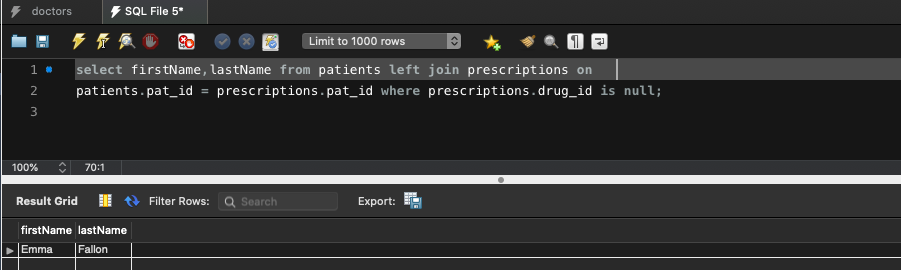 doctors SQL File 5*
Limit to 1000 rows
1 select firstName,lastName from patients left join prescriptions on
2 patients.pat_id = prescriptions.pat_id where prescriptions.drug_id is null;
3
100% 70:1
Result Grid Filter Rows: Search Export:
firstName lastName
Emma Fallon